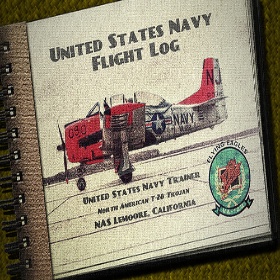 United States Navy
Flight Log
NJ
NAVY
United States Navy Trainer
North American T-28 Trojan
NAS Lemoore, California
FLYING EAGLES